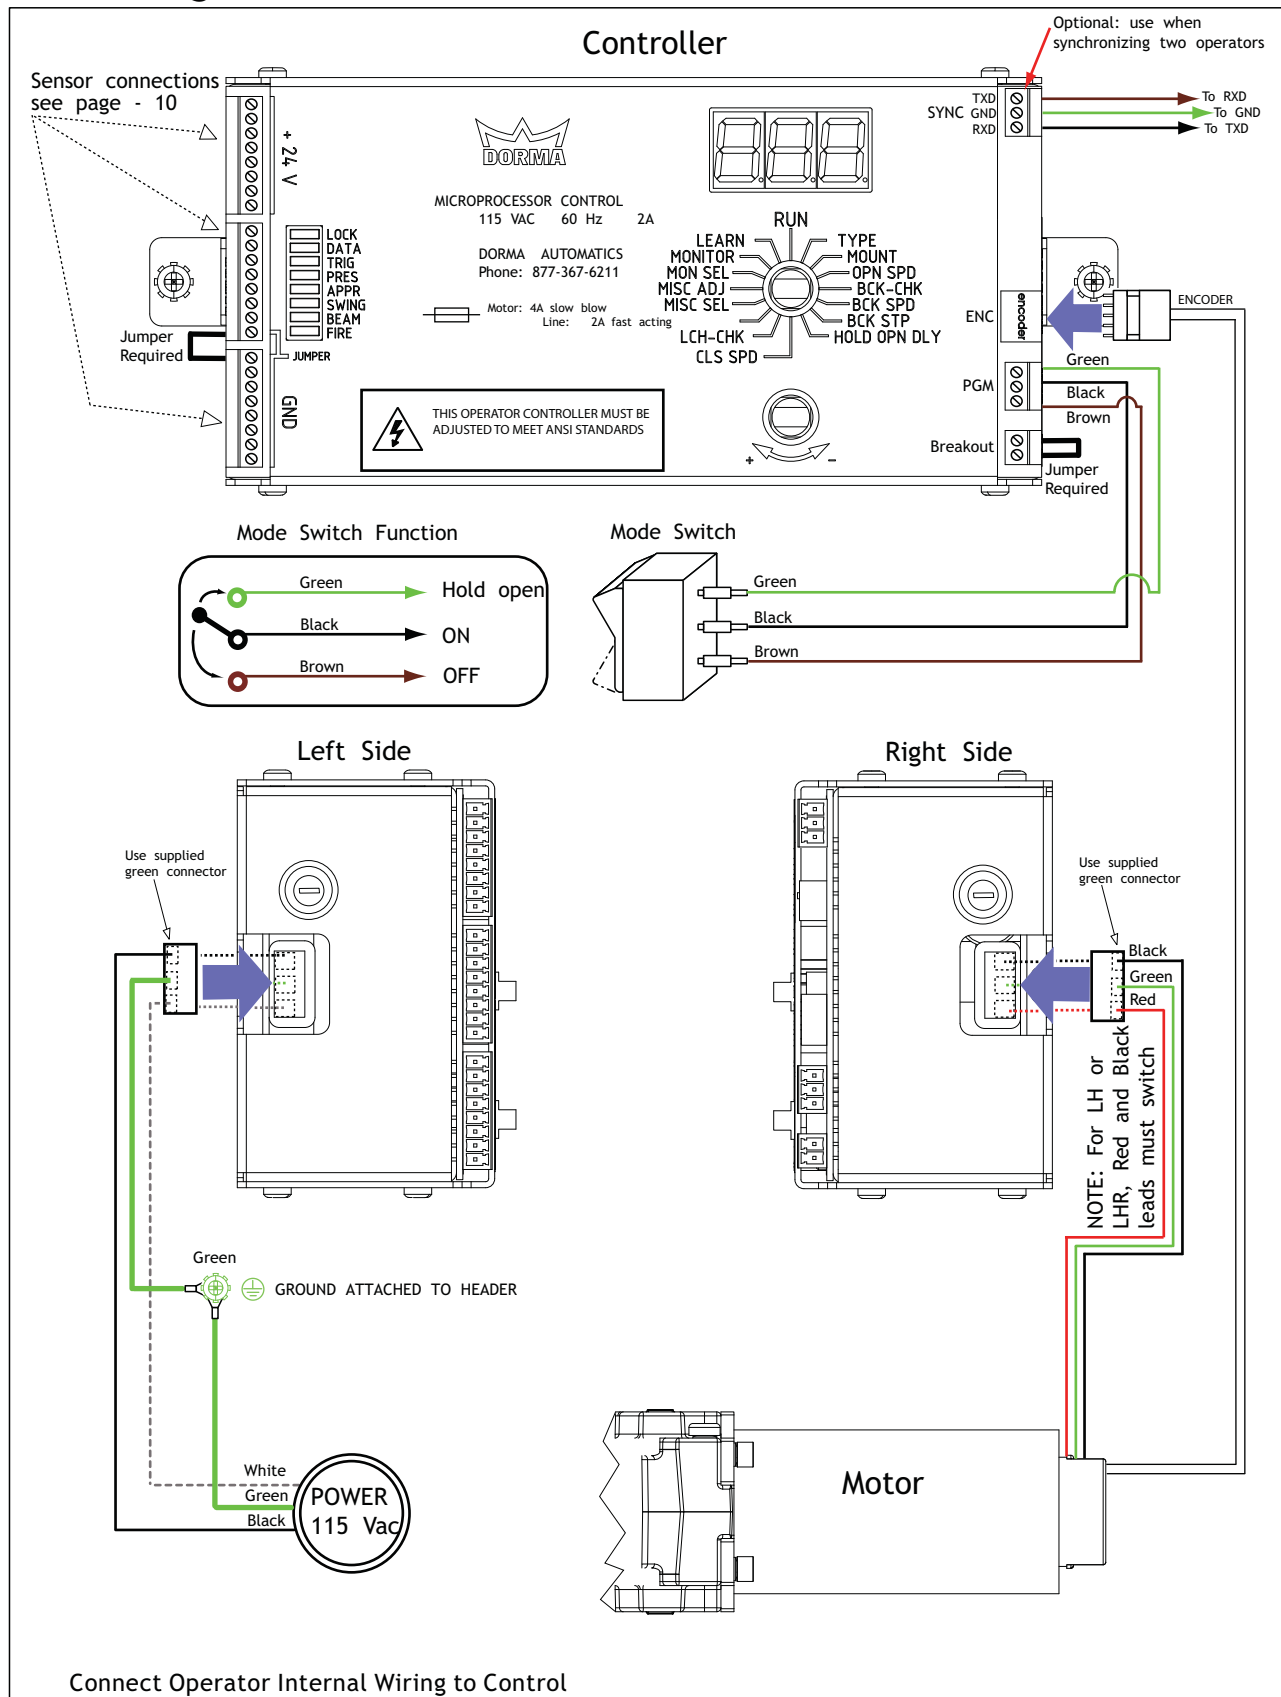 Optional: use when
synchronizing two operators
Controller
Sensor connections
see page - 10
TXD
SYNC GND
RXD
To RXD
To GND
To TXD
+ 24 V
DORMA
MICROPROCESSOR CONTROL
115 VAC 60 Hz 2A
DORMA AUTOMATICS
Phone: 877-367-6211
Motor: 4A slow blow
Line: 2A fast acting
LOCK
DATA
TRIG
PRES
APPR
SWING
BEAM
FIRE
JUMPER
Jumper
Required
GND
RUN
LEARN
MONITOR
MON SEL
MISC ADJ
MISC SEL
LCH-CHK
CLS SPD
TYPE
MOUNT
OPN SPD
BCK-CHK
BCK SPD
BCK STP
HOLD OPN DLY
ENC
encoder
ENCODER
PGM
Green
Black
Brown
Breakout
Jumper
Required
THIS OPERATOR CONTROLLER MUST BE
ADJUSTED TO MEET ANSI STANDARDS
+ -
Mode Switch Function
Green
Hold open
Black
ON
Brown
OFF
Mode Switch
Green
Black
Brown
Left Side
Use supplied
green connector
Right Side
Use supplied
green connector
Black
Green
Red
NOTE: For LH or
LHR, Red and Black
leads must switch
Green
GROUND ATTACHED TO HEADER
White
Green
Black
POWER
115 Vac
Motor
Connect Operator Internal Wiring to Control